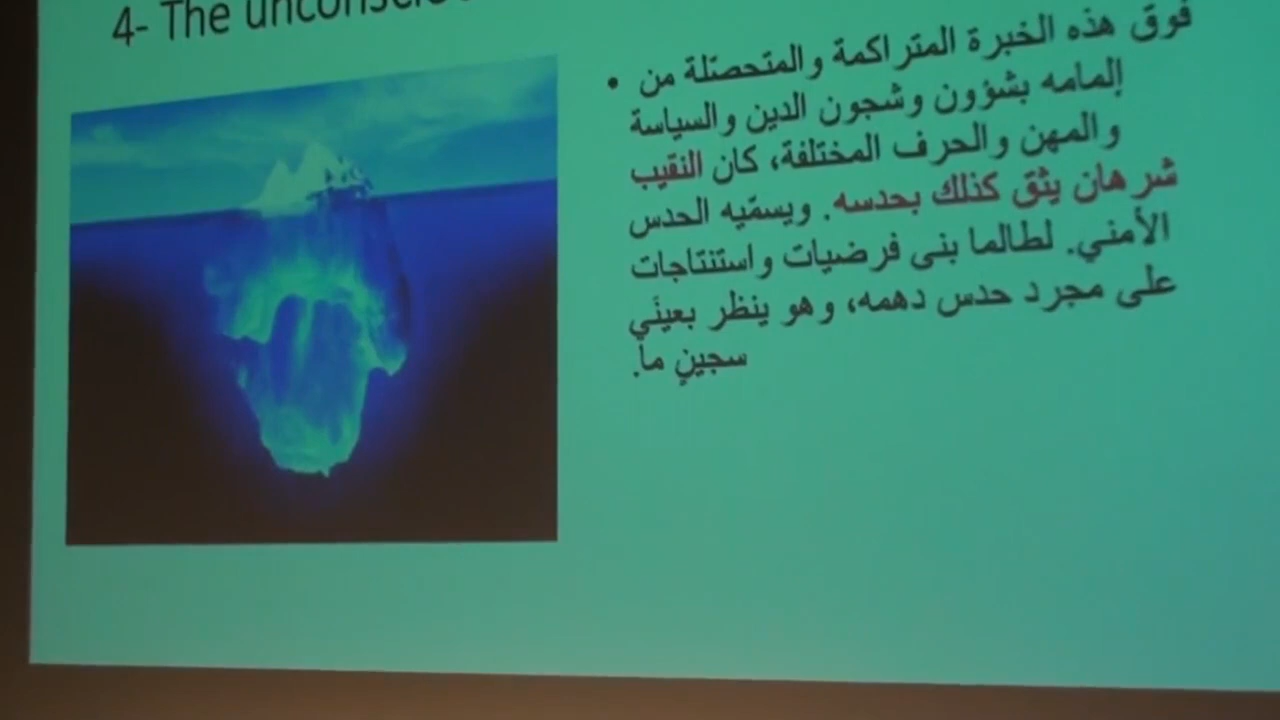 4- The unconscio
فوق هذه الخبرة المتراكمة والمتحصّلة من
إلمامه بشؤون وشجون الدين والسياسة
والمهن والحرف المختلفة، كان النقيب
شرهان يثق كذلك بحدسه. ويسمّيه الحدس
الأمني. لطالما بنى فرضيات واستنتاجات
على مجرد حدس دهمه، وهو ينظر بعينَي
سجينٍ ما.